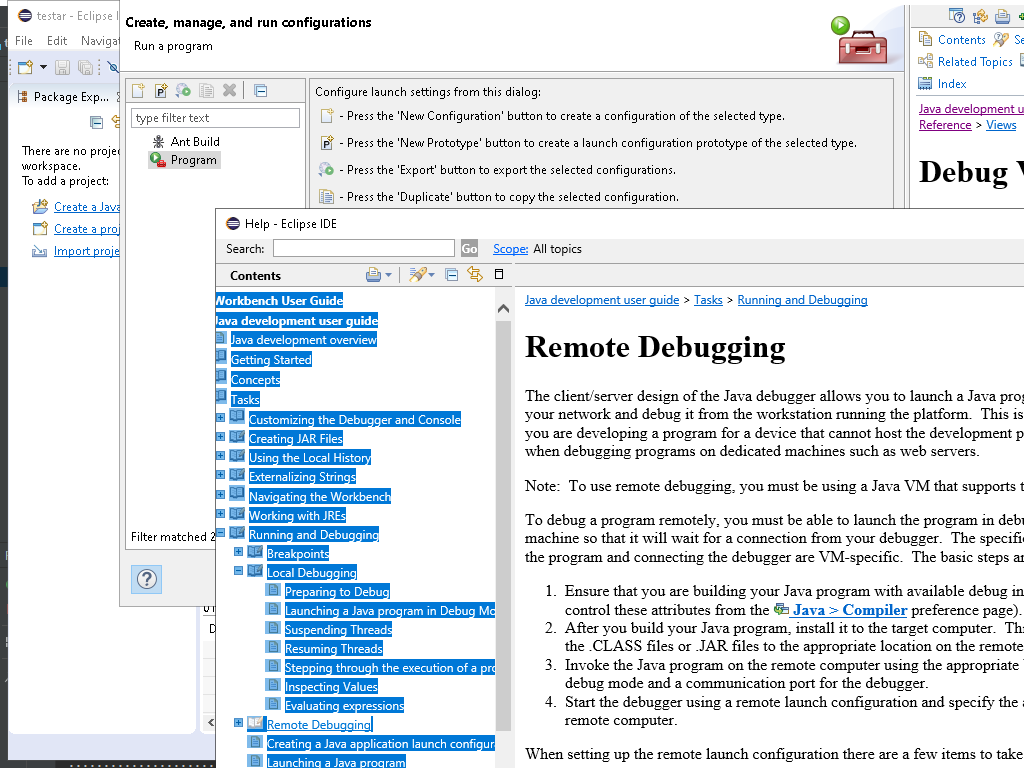 testar - Eclipse I
File Edit Navigat
Package Exp...
There are no proje
workspace.
To add a project:
Create a Java
Create a proj
Import proje
Create, manage, and run configurations
Run a program
type filter text
Ant Build
Program
Filter matched 2
Configure launch settings from this dialog:
- Press the 'New Configuration' button to create a configuration of the selected type.
- Press the 'New Prototype' button to create a launch configuration prototype of the selected type.
- Press the 'Export' button to export the selected configurations.
- Press the 'Duplicate' button to copy the selected configuration.
Contents Se
Related Topics
Index
Java development u
Reference > Views
Debug V
Help - Eclipse IDE
Search: Go Scope: All topics
Contents
Workbench User Guide
Java development user guide
Java development overview
Getting Started
Concepts
Tasks
Customizing the Debugger and Console
Creating JAR Files
Using the Local History
Externalizing Strings
Navigating the Workbench
Working with JREs
Running and Debugging
Breakpoints
Local Debugging
Preparing to Debug
Launching a Java program in Debug Mo
Suspending Threads
Resuming Threads
Stepping through the execution of a pro
Inspecting Values
Evaluating expressions
Remote Debugging
Creating a Java application launch configura
Launching a Java program
Java development user guide > Tasks > Running and Debugging
Remote Debugging
The client/server design of the Java debugger allows you to launch a Java prog
your network and debug it from the workstation running the platform. This is
you are developing a program for a device that cannot host the development p
when debugging programs on dedicated machines such as web servers.
Note: To use remote debugging, you must be using a Java VM that supports t
To debug a program remotely, you must be able to launch the program in debu
machine so that it will wait for a connection from your debugger. The specific
the program and connecting the debugger are VM-specific. The basic steps ar
1. Ensure that you are building your Java program with available debug in
control these attributes from the Java > Compiler preference page).
2. After you build your Java program, install it to the target computer. Thi
the .CLASS files or .JAR files to the appropriate location on the remote
3. Invoke the Java program on the remote computer using the appropriate
debug mode and a communication port for the debugger.
4. Start the debugger using a remote launch configuration and specify the a
remote computer.
When setting up the remote launch configuration there are a few items to take